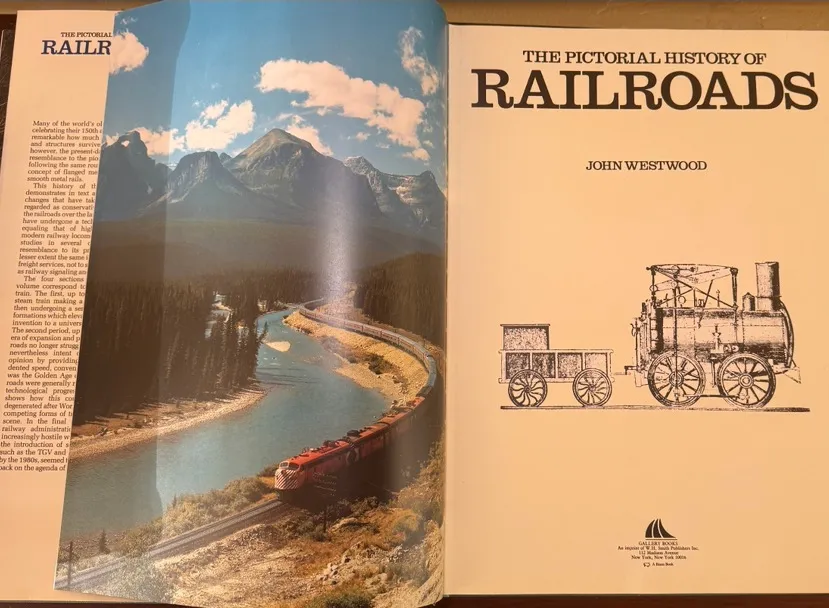 THE PICTORIAL
RAILR
Many of the world's ol
celebrating their 150th a
remarkable how much
and structures survive
however, the present-d
resemblance to the pio
following the same rou
concept of flanged me
smooth metal rails.
This history of th
demonstrates in text a
changes that have tak
regarded as conservati
the railroads over the la
have undergone a tech
equaling that of hig
modern railway locom
studies in several c
resemblance to its pr
lesser extent the same i
freight services, not to s
as railway signaling an
The four sections
volume correspond to
train. The first, up to
steam train making a
then undergoing a ser
formations which elev
invention to a univers
The second period, up
era of expansion and p
roads no longer strugg
nevertheless intent o
opinion by providing
dented speed, conven
was the Golden Age
roads were generally r
technological progre
shows how this co
degenerated after Wor
competing forms of t
scene. In the final
railway administrati
increasingly hostile w
the introduction of s
such as the TGV and
by the 1980s, seemed t
back on the agenda of
THE PICTORIAL HISTORY OF
RAILROADS
JOHN WESTWOOD
GALLERY BOOKS
An imprint of W.H. Smith Publishers Inc.
112 Madison Avenue
New York, New York 10016
A Bison Book